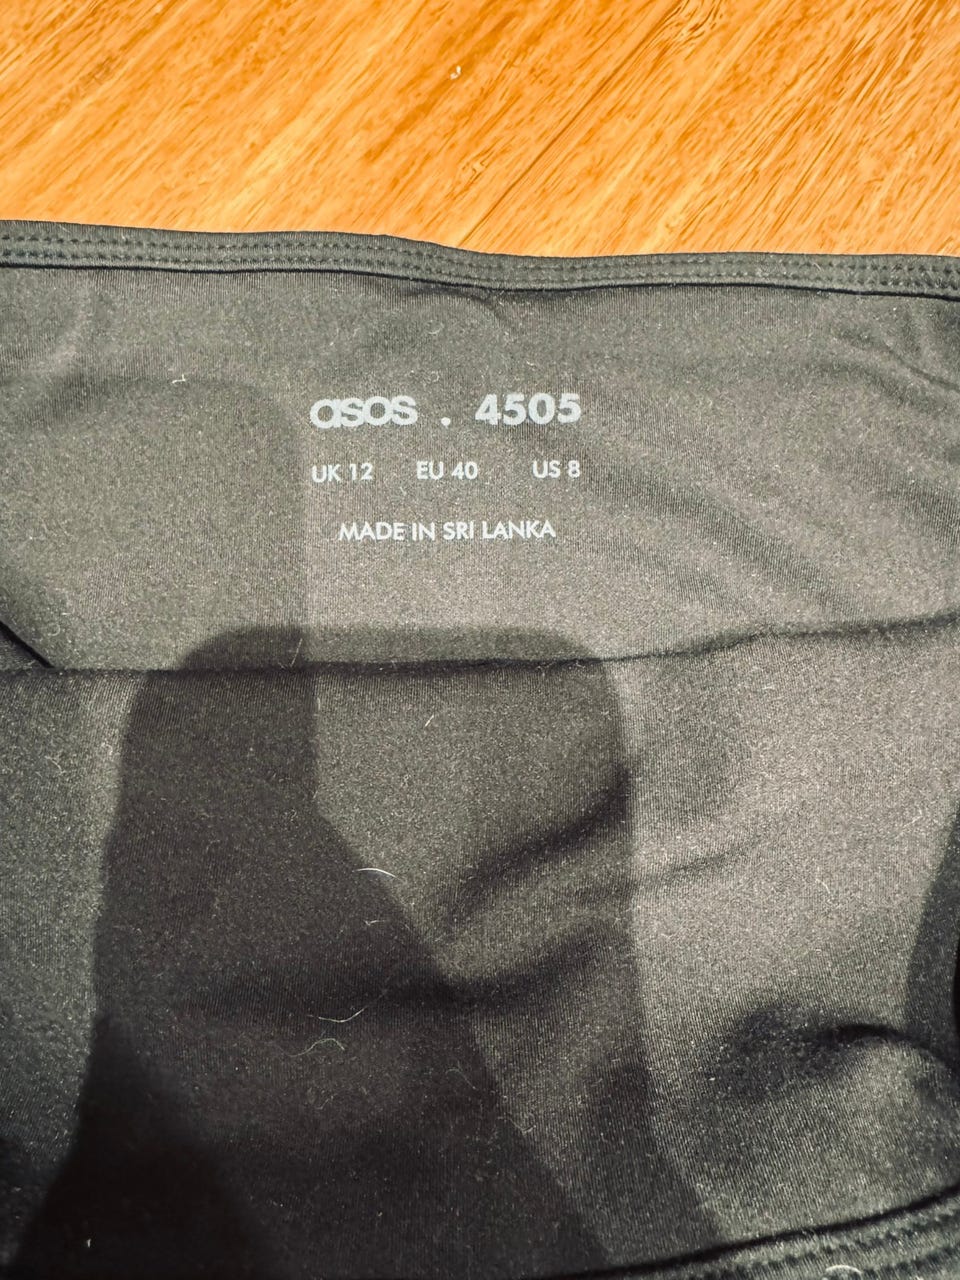 asos . 4505
UK 12 EU 40 US 8
MADE IN SRI LANKA